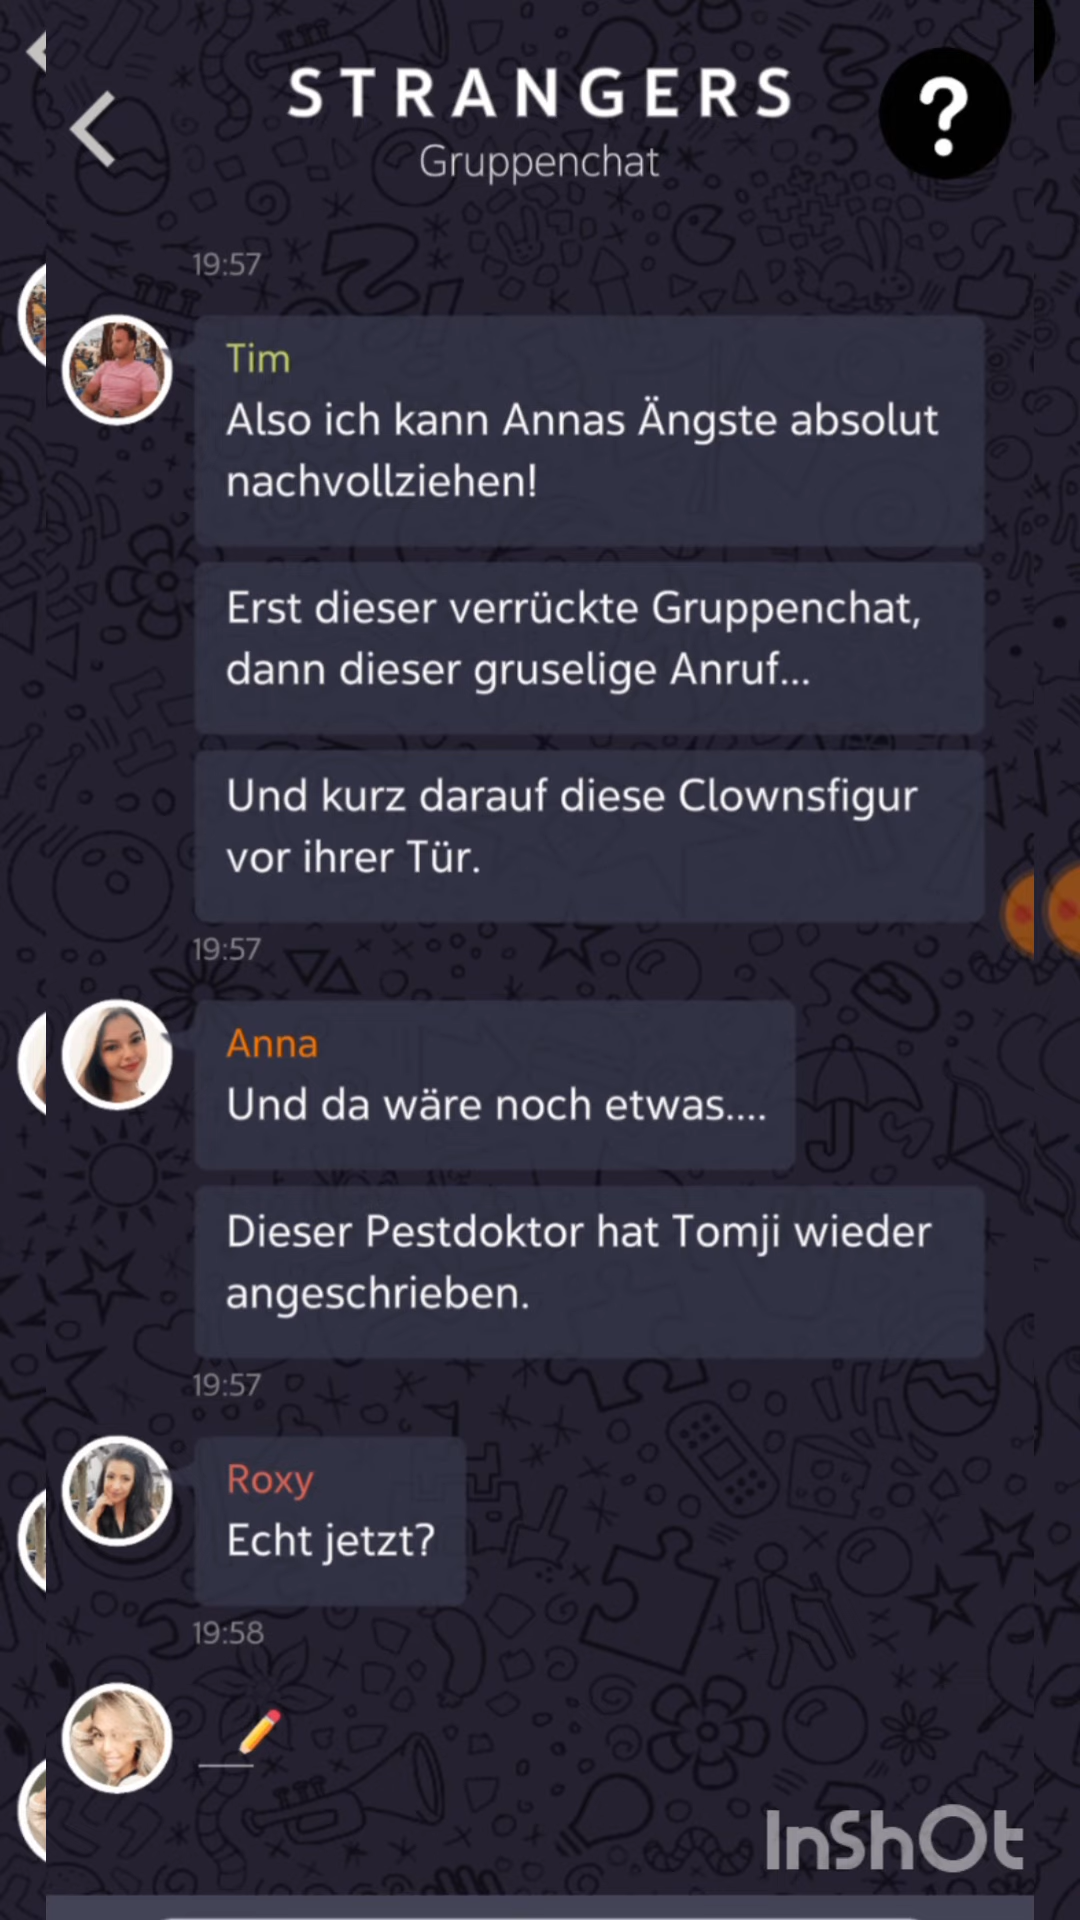 STRANGERS
Gruppenchat
?
19:57
Tim
Also ich kann Annas Ängste absolut
nachvollziehen!
Erst dieser verrückte Gruppenchat,
dann dieser gruselige Anruf...
Und kurz darauf diese Clownsfigur
vor ihrer Tür.
19:57
Anna
Und da wäre noch etwas....
Dieser Pestdoktor hat Tomji wieder
angeschrieben.
19:57
Roxy
Echt jetzt?
19:58
InShOt